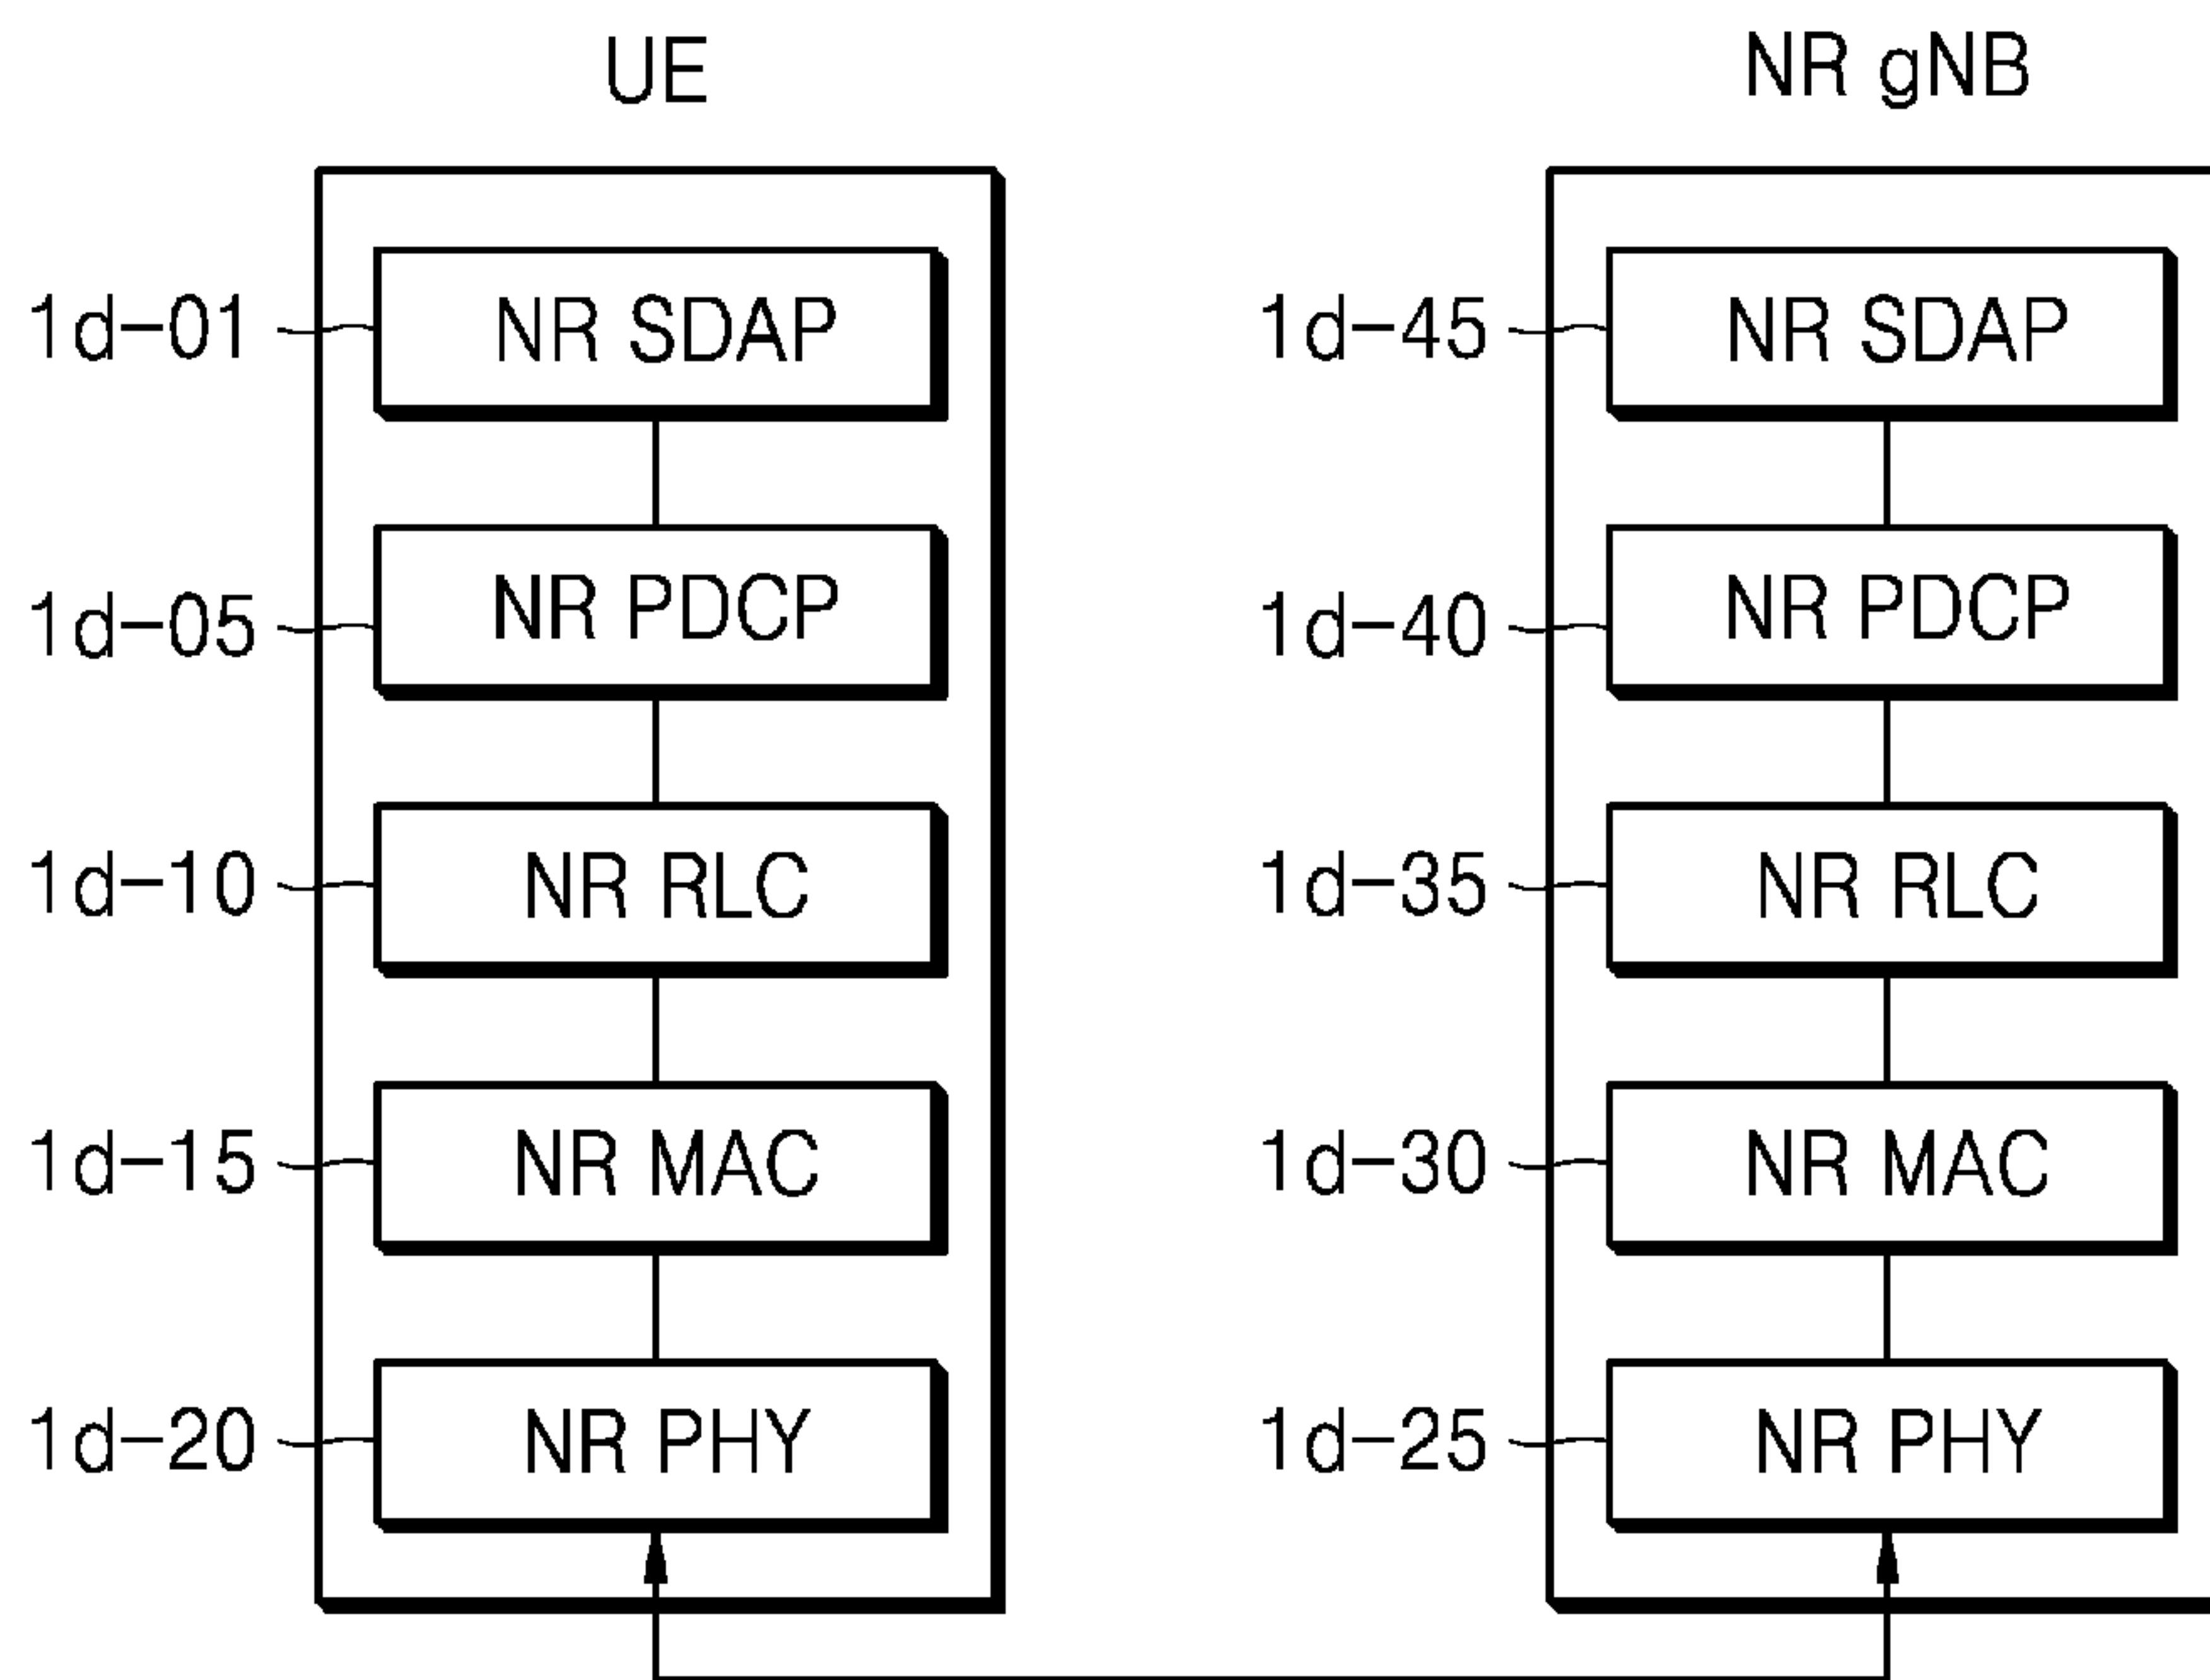 UE
NR gNB
1d-01 NR SDAP
1d-45 NR SDAP
1d-05 NR PDCP
1d-40 NR PDCP
1d-10 NR RLC
1d-35 NR RLC
1d-15 NR MAC
1d-30 NR MAC
1d-20 NR PHY
1d-25 NR PHY